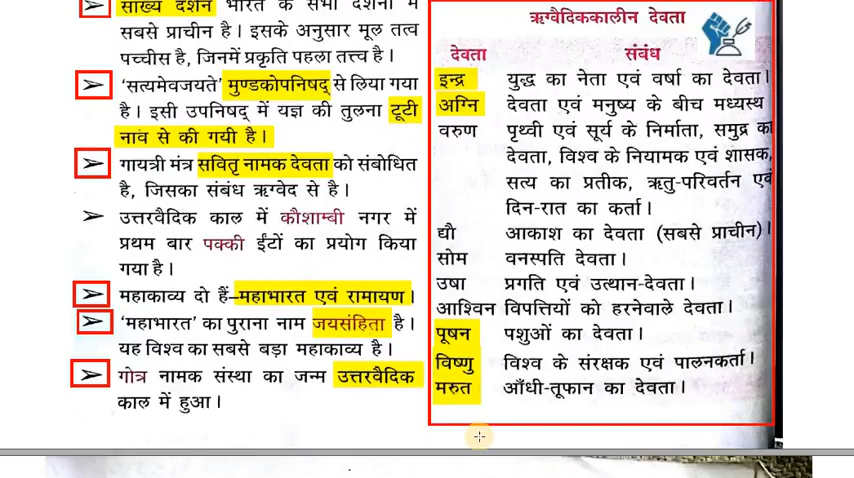 सांख्य दर्शन भारत के सभी दर्शनों में
सबसे प्राचीन है। इसके अनुसार मूल तत्व
पच्चीस है, जिनमें प्रकृति पहला तत्त्व है।
➢ 'सत्यमेवजयते' मुण्डकोपनिषद् से लिया गया
है। इसी उपनिषद् में यज्ञ की तुलना टूटी
नाव से की गयी है।
➢ गायत्री मंत्र सवितृ नामक देवता को संबोधित
है, जिसका संबंध ऋग्वेद से है।
➢ उत्तरवैदिक काल में कौशाम्बी नगर में
प्रथम बार पक्की ईंटों का प्रयोग किया
गया है।
➢ महाकाव्य दो हैं–महाभारत एवं रामायण।
➢ 'महाभारत' का पुराना नाम जयसंहिता है।
यह विश्व का सबसे बड़ा महाकाव्य है।
➢ गोत्र नामक संस्था का जन्म उत्तरवैदिक
काल में हुआ।
ऋग्वैदिककालीन देवता
देवता संबंध
इन्द्र युद्ध का नेता एवं वर्षा का देवता।
अग्नि देवता एवं मनुष्य के बीच मध्यस्थ
वरुण पृथ्वी एवं सूर्य के निर्माता, समुद्र का
देवता, विश्व के नियामक एवं शासक,
सत्य का प्रतीक, ऋतु-परिवर्तन एवं
दिन-रात का कर्ता।
द्यौ आकाश का देवता (सबसे प्राचीन)।
सोम वनस्पति देवता।
उषा प्रगति एवं उत्थान-देवता।
आश्विन विपत्तियों को हरनेवाले देवता।
पूषन पशुओं का देवता।
विष्णु विश्व के संरक्षक एवं पालनकर्ता।
मरुत आँधी-तूफान का देवता।